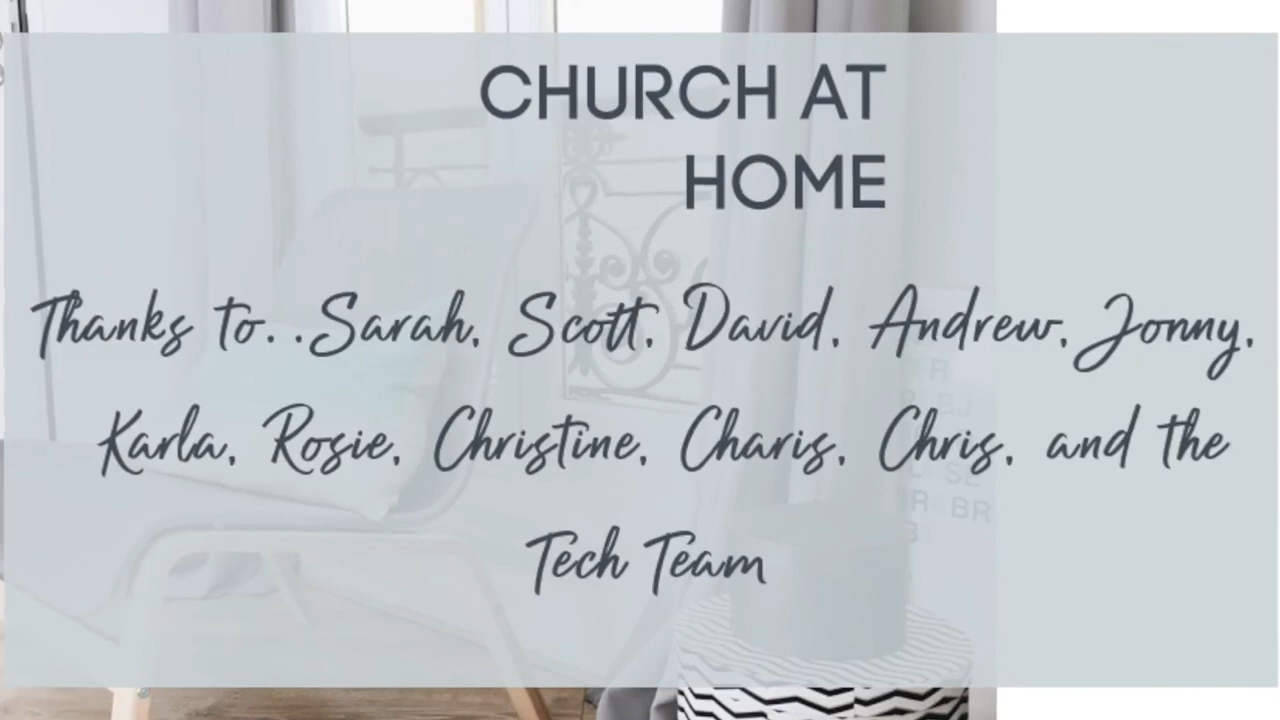 CHURCH AT
HOME
Thanks to. .Sarah, Scott, David, Andrew, Jonny,
Karla, Rosie, Christine, Charis, Chris, and the
Tech Team